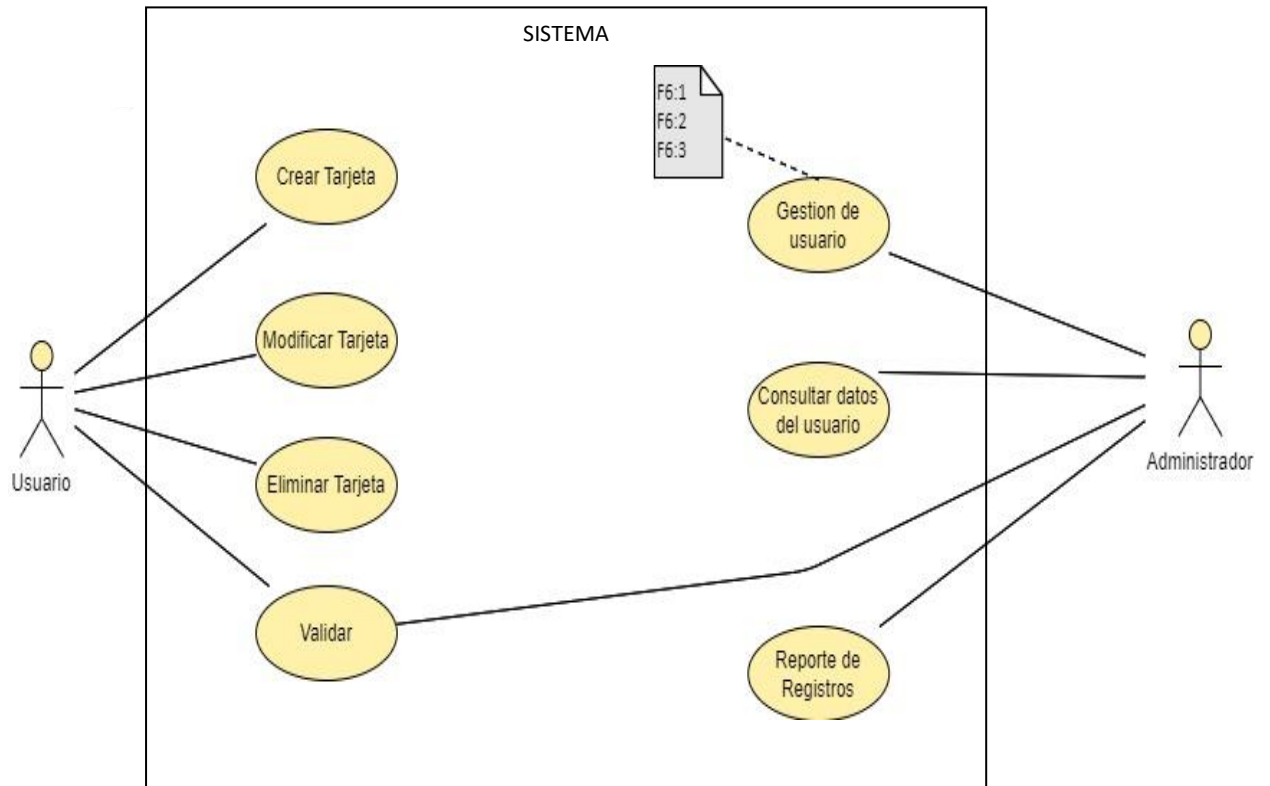 SISTEMA
F6:1
F6:2
F6:3
Crear Tarjeta
Gestion de
usuario
Modificar Tarjeta
Consultar datos
del usuario
Usuario
Administrador
Eliminar Tarjeta
Validar
Reporte de
Registros